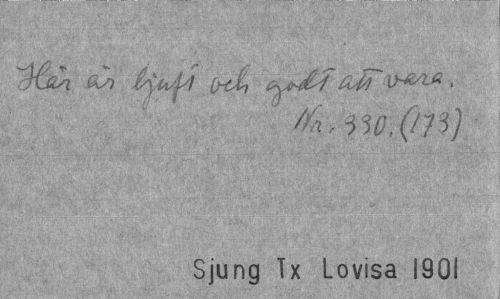 Här är ljuft och godt att vara.
Nr. 330. (173)
Sjung Tx Lovisa 1901